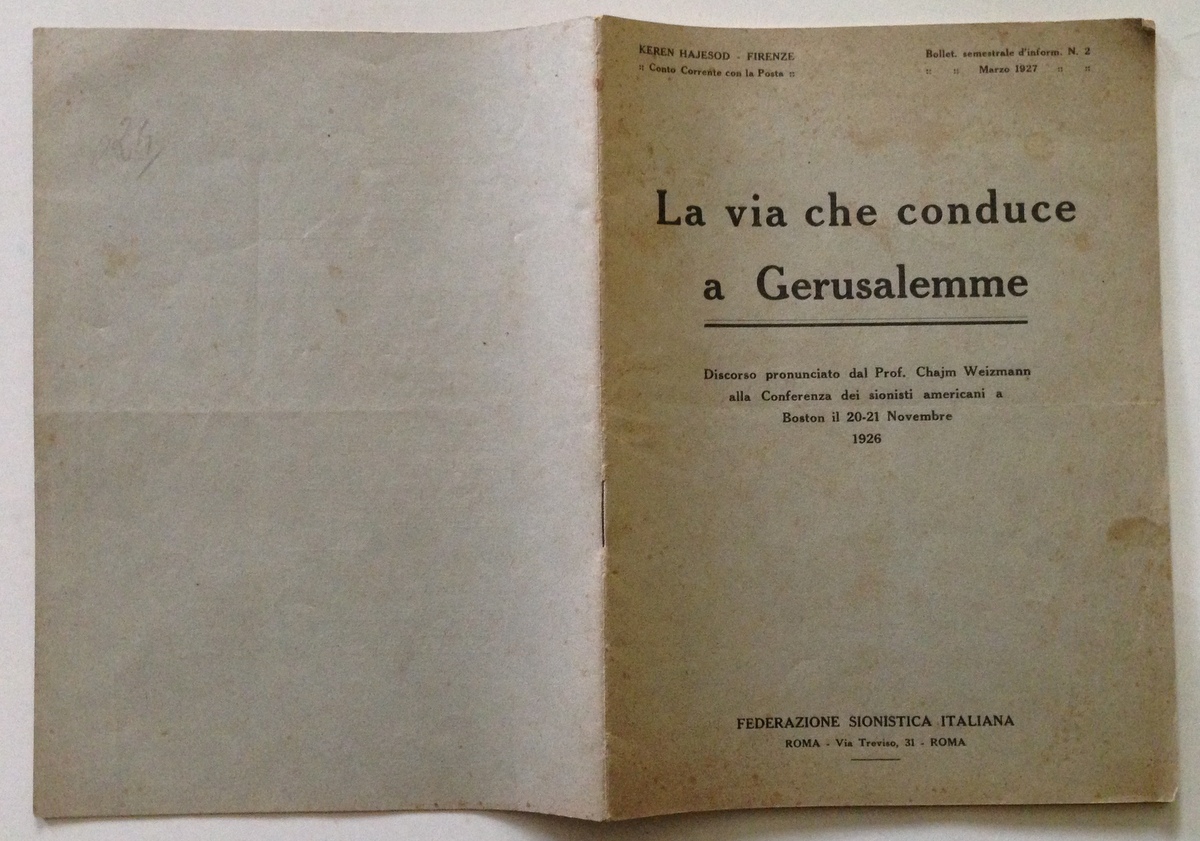 24
KEREN HAJESOD - FIRENZE
:: Conto Corrente con la Posta ::
Bollet. semestrale d'inform. N. 2
:: :: Marzo 1927 :: ::
La via che conduce
a Gerusalemme
Discorso pronunciato dal Prof. Chajm Weizmann
alla Conferenza dei sionisti americani a
Boston il 20-21 Novembre
1926
FEDERAZIONE SIONISTICA ITALIANA
ROMA - Via Treviso, 31 - ROMA